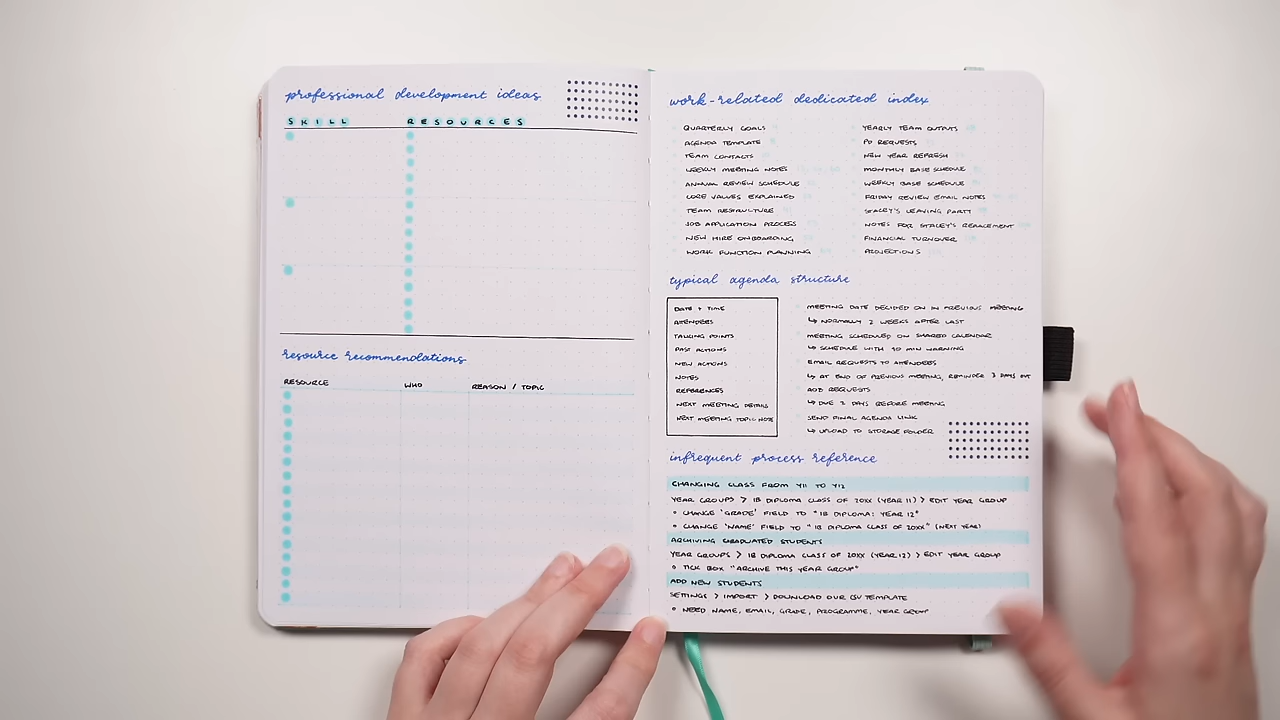 professional development ideas
SKILL RESOURCES
resource recommendations
RESOURCE WHO REASON / TOPIC
work-related dedicated index
QUARTERLY GOALS
AGENDA TEMPLATE
TEAM CONTACTS
WEEKLY MEETING NOTES
ANNUAL REVIEW SCHEDULE
CORE VALUES EXPLAINED
TEAM RESTRUCTURE
JOB APPLICATION PROCESS
NEW HIRE ONBOARDING
WORK FUNCTION PLANNING
YEARLY TEAM OUTPUTS
PD REQUESTS
NEW YEAR REFRESH
MONTHLY BASE SCHEDULE
WEEKLY BASE SCHEDULE
FRIDAY REVIEW EMAIL NOTES
STACEY'S LEAVING PARTY
NOTES FOR STACEY'S REPLACEMENT
FINANCIAL TURNOVER
PROJECTIONS
typical agenda structure
DATE + TIME
ATTENDEES
TALKING POINTS
PAST ACTIONS
NEW ACTIONS
NOTES
REFERENCES
NEXT MEETING DETAILS
NEXT MEETING TOPIC NOTE
MEETING DATE DECIDED ON IN PREVIOUS MEETING
↳ NORMALLY 2 WEEKS AFTER LAST
MEETING SCHEDULED ON SHARED CALENDAR
↳ SCHEDULE WITH 10 MIN WARNING
EMAIL REQUESTS TO ATTENDEES
↳ AT END OF PREVIOUS MEETING, REMINDER 3 DAYS OUT
ADD REQUESTS
↳ DUE 3 DAYS BEFORE MEETING
SEND FINAL AGENDA LINK
↳ UPLOAD TO STORAGE FOLDER
infrequent process reference
CHANGING CLASS FROM Y11 TO Y12
YEAR GROUPS > IB DIPLOMA CLASS OF 20XX (YEAR 11) > EDIT YEAR GROUP
• CHANGE 'GRADE' FIELD TO "IB DIPLOMA: YEAR 12"
• CHANGE 'NAME' FIELD TO "IB DIPLOMA CLASS OF 20XX" (NEXT YEAR)
ARCHIVING GRADUATED STUDENTS
YEAR GROUPS > IB DIPLOMA CLASS OF 20XX (YEAR 12) > EDIT YEAR GROUP
• TICK BOX "ARCHIVE THIS YEAR GROUP"
ADD NEW STUDENTS
SETTINGS > IMPORT > DOWNLOAD OUR CSV TEMPLATE
• NEED NAME, EMAIL, GRADE, PROGRAMME, YEAR GROUP